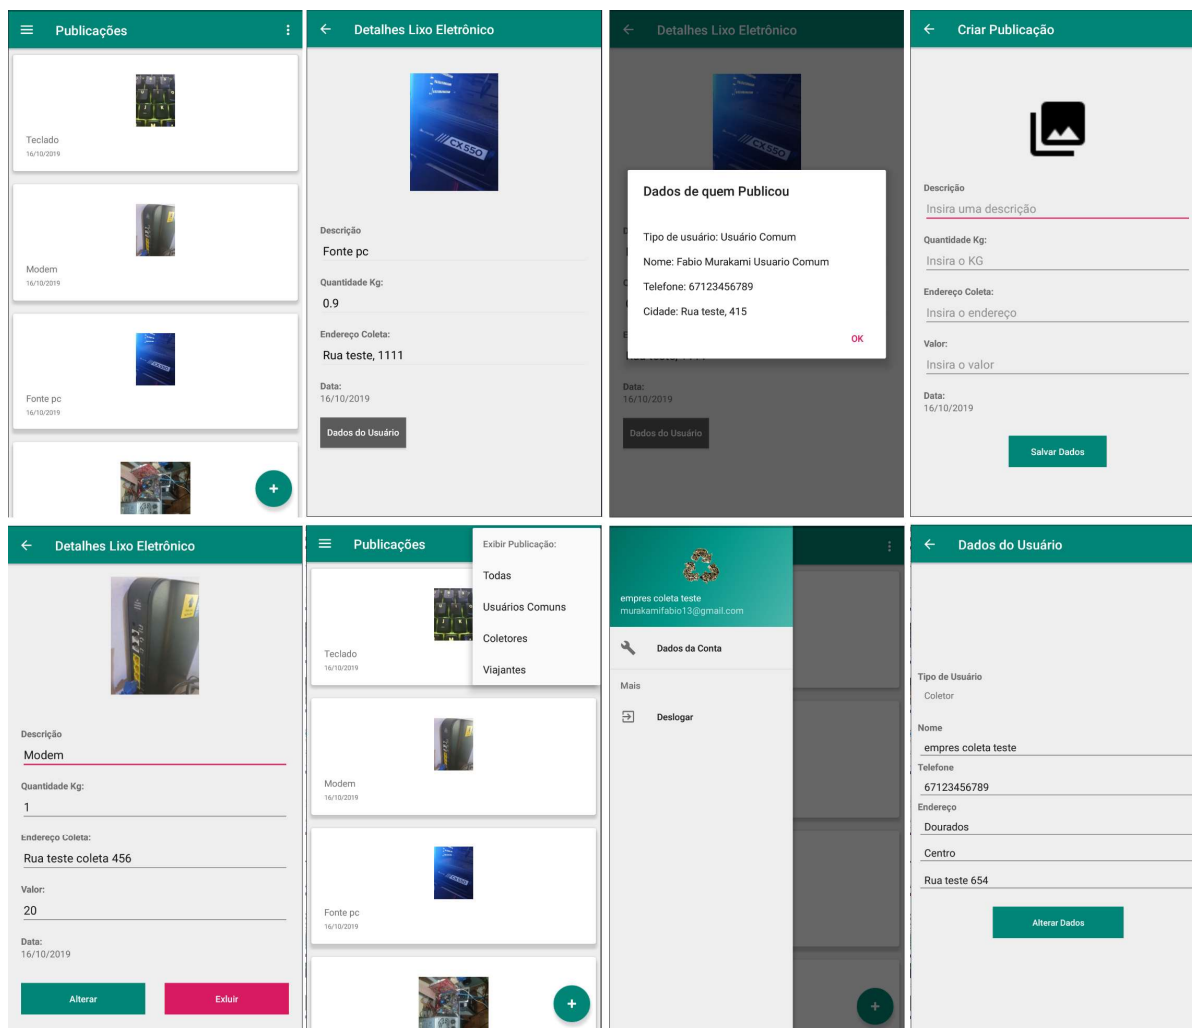 Publicações
Teclado
16/10/2019
Modem
16/10/2019
Fonte pc
16/10/2019
+
Detalhes Lixo Eletrônico
CX550
Descrição
Fonte pc
Quantidade Kg:
0.9
Endereço Coleta:
Rua teste, 1111
Data:
16/10/2019
Dados do Usuário
Detalhes Lixo Eletrônico
Dados de quem Publicou
Tipo de usuário: Usuário Comum
Nome: Fabio Murakami Usuario Comum
Telefone: 67123456789
Cidade: Rua teste, 415
OK
Data:
16/10/2019
Dados do Usuário
Criar Publicação
Descrição
Insira uma descrição
Quantidade Kg:
Insira o KG
Endereço Coleta:
Insira o endereço
Valor:
Insira o valor
Data:
16/10/2019
Salvar Dados
Detalhes Lixo Eletrônico
Descrição
Modem
Quantidade Kg:
1
Endereço Coleta:
Rua teste coleta 456
Valor:
20
Data:
16/10/2019
Alterar
Exluir
Publicações
Exibir Publicação:
Todas
Usuários Comuns
Coletores
Viajantes
Teclado
16/10/2019
Modem
16/10/2019
Fonte pc
16/10/2019
+
empres coleta teste
murakamifabio13@gmail.com
Dados da Conta
Mais
Deslogar
+
Dados do Usuário
Tipo de Usuário
Coletor
Nome
empres coleta teste
Telefone
67123456789
Endereço
Dourados
Centro
Rua teste 654
Alterar Dados